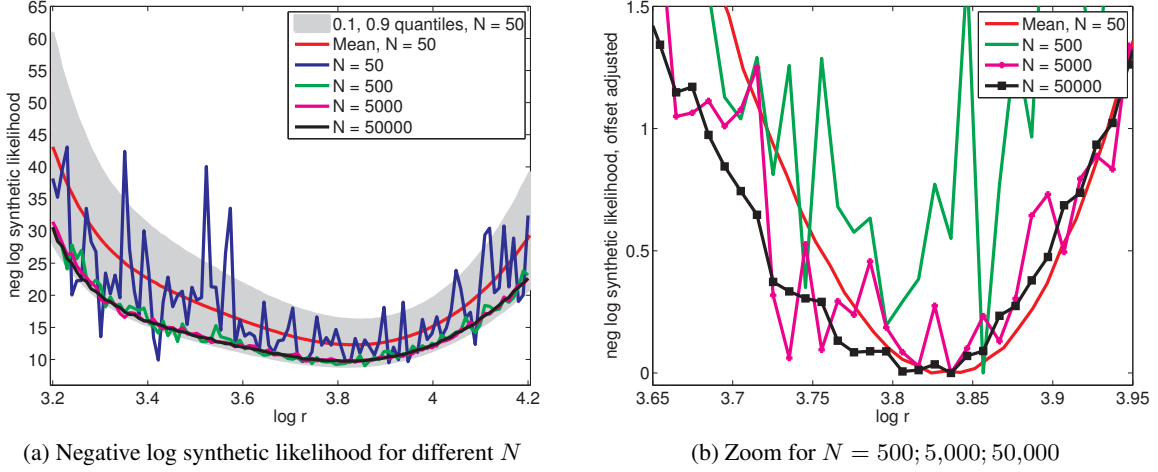 65
60
55
50
45
40
35
30
25
20
15
10
neg log synthetic likelihood
0.1, 0.9 quantiles, N = 50
Mean, N = 50
N = 50
N = 500
N = 5000
N = 50000
3.2
3.4
3.6
3.8
4
4.2
log r
(a) Negative log synthetic likelihood for different N
1.5
1
0.5
0
neg log synthetic likelihood, offset adjusted
Mean, N = 50
N = 500
N = 5000
N = 50000
3.65
3.7
3.75
3.8
3.85
3.9
3.95
log r
(b) Zoom for N = 500; 5,000; 50,000